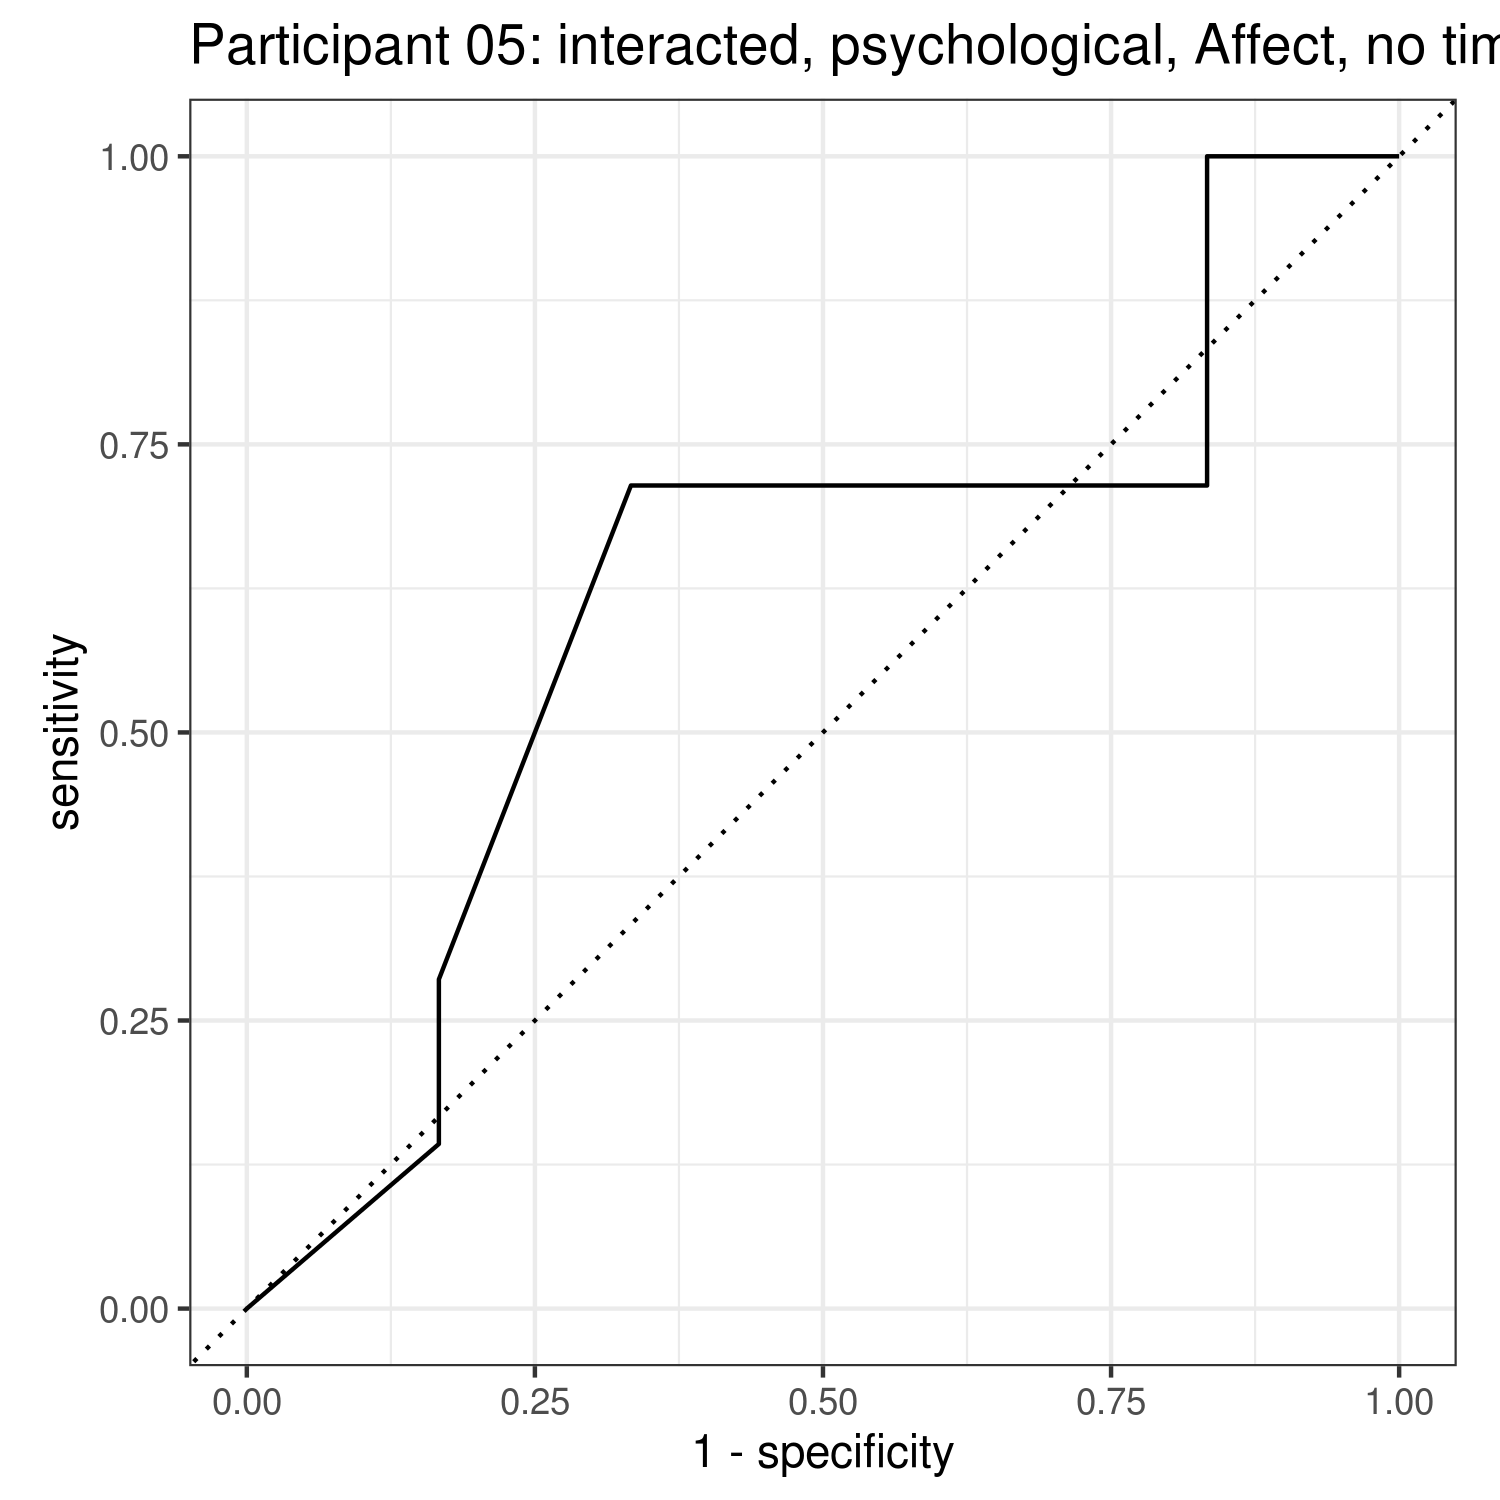 Participant 05: interacted, psychological, Affect, no tim
1.00
0.75
0.50
0.25
0.00
sensitivity
0.00 0.25 0.50 0.75 1.00
1 - specificity